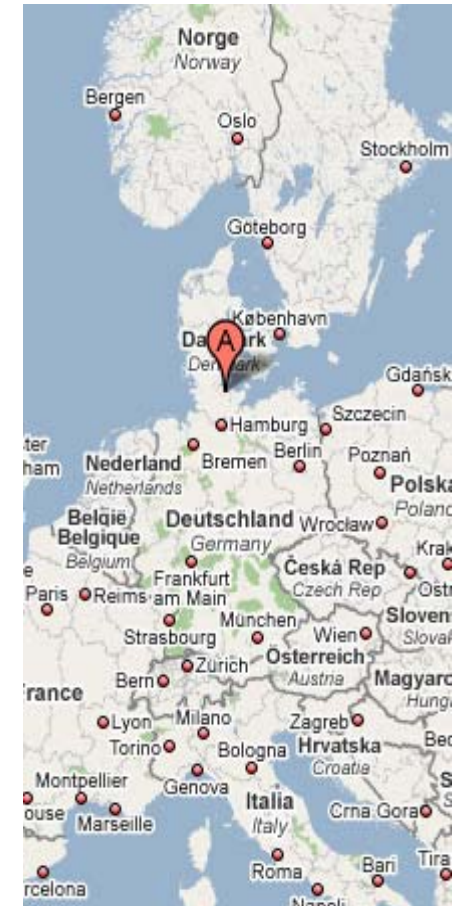 Norge
Norway
Bergen
Oslo
Stockholm
Göteborg
København
Denmark
A
Gdańsk
Hamburg
Szczecin
Bremen
Berlin
Poznań
Nederland
Netherlands
Polska
België
Belgique
Belgium
Deutschland
Germany
Wrocław
Frankfurt
am Main
Česká Rep
Czech Rep
Paris
Reims
Strasbourg
München
Wien
Zürich
Österreich
Austria
Bern
Lyon
Milano
Zagreb
Torino
Bologna
Hrvatska
Croatia
Montpellier
Genova
Marseille
Italia
Italy
Crna Gora
Roma
Bari